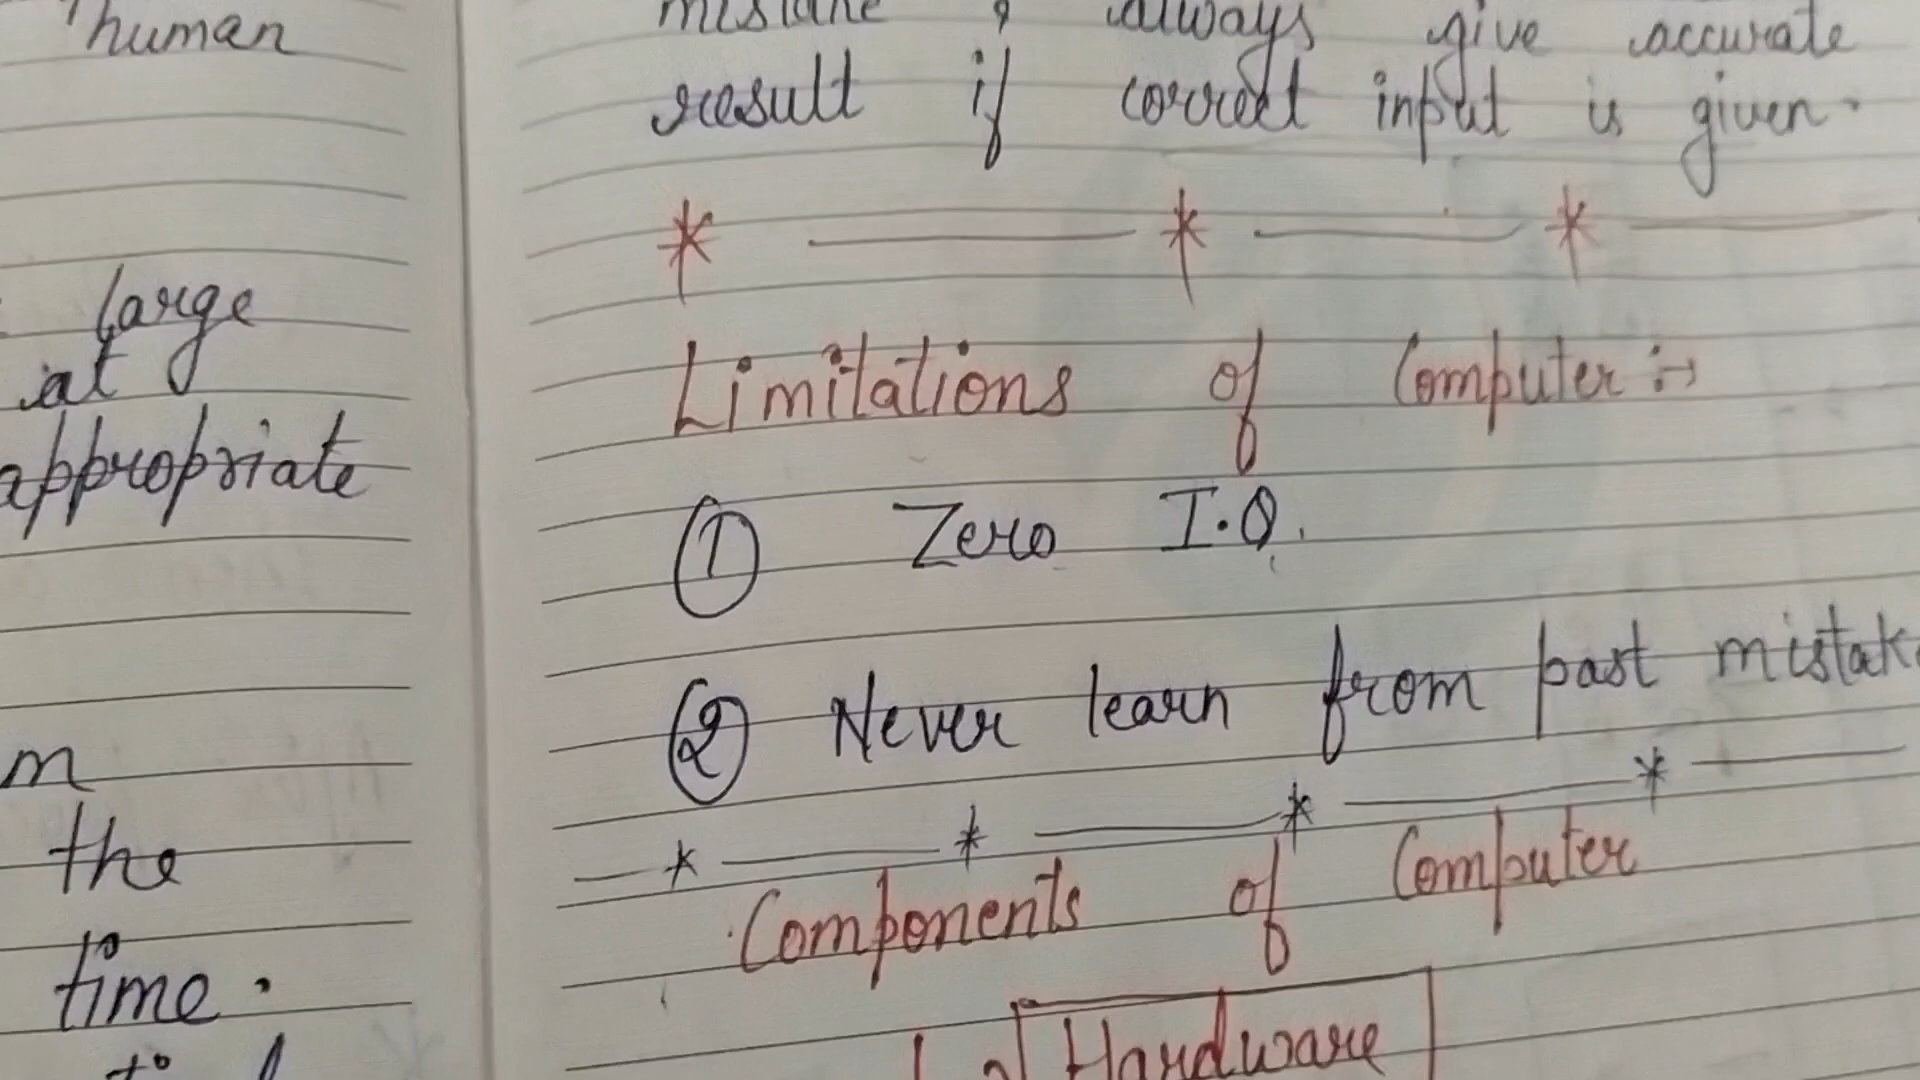 human
large
at
appropriate
m
the
time.
mistake & always give accurate
result if correct input is given.
* —— * —— * ——
Limitations of Computer :->
① Zero I.Q.
② Never learn from past mistak
— * —— * —— * —— * ——
Components of Computer
Hardware